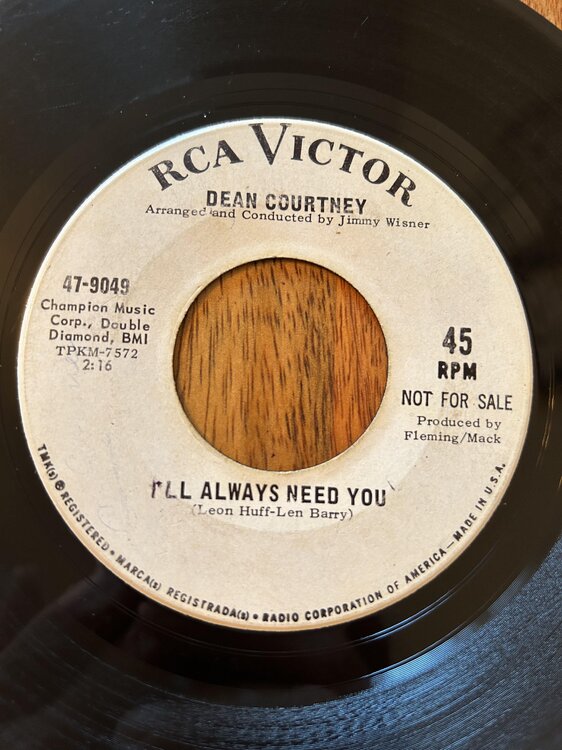 RCA VICTOR
DEAN COURTNEY
Arranged and Conducted by Jimmy Wisner
47-9049
Champion Music
Corp., Double
Diamond, BMI
TPKM-7572
2:16
45
RPM
NOT FOR SALE
Produced by
Fleming/Mack
I'LL ALWAYS NEED YOU
(Leon Huff-Len Barry)
TMK(s) ® REGISTERED • MARCA(s) REGISTRADA(s) • RADIO CORPORATION OF AMERICA—MADE IN U.S.A.